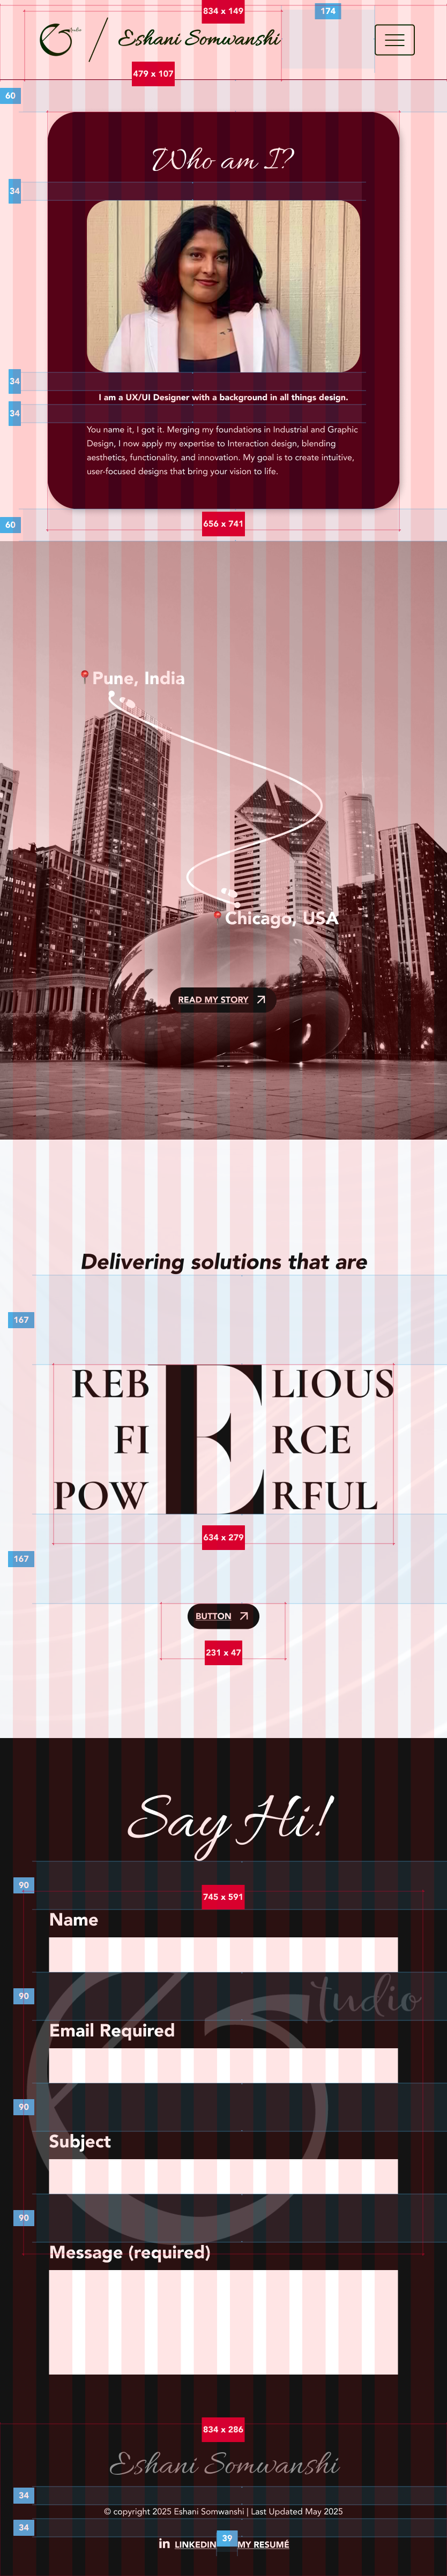 834 x 149
174
tudio
Eshani Somwanshi
479 x 107
60
Who am I?
34
34
I am a UX/UI Designer with a background in all things design.
34
You name it, I got it. Merging my foundations in Industrial and Graphic
Design, I now apply my expertise to Interaction design, blending
aesthetics, functionality, and innovation. My goal is to create intuitive,
user-focused designs that bring your vision to life.
60
656 x 741
Pune, India
Chicago, USA
READ MY STORY
Delivering solutions that are
167
REBELIOUS
FIERCE
POWERFUL
634 x 279
167
BUTTON
231 x 47
Say Hi!
90
745 x 591
Name
90
tudio
Email Required
90
Subject
90
Message (required)
834 x 286
Eshani Somwanshi
34
© copyright 2025 Eshani Somwanshi | Last Updated May 2025
34
in LINKEDIN 39 MY RESUMÉ